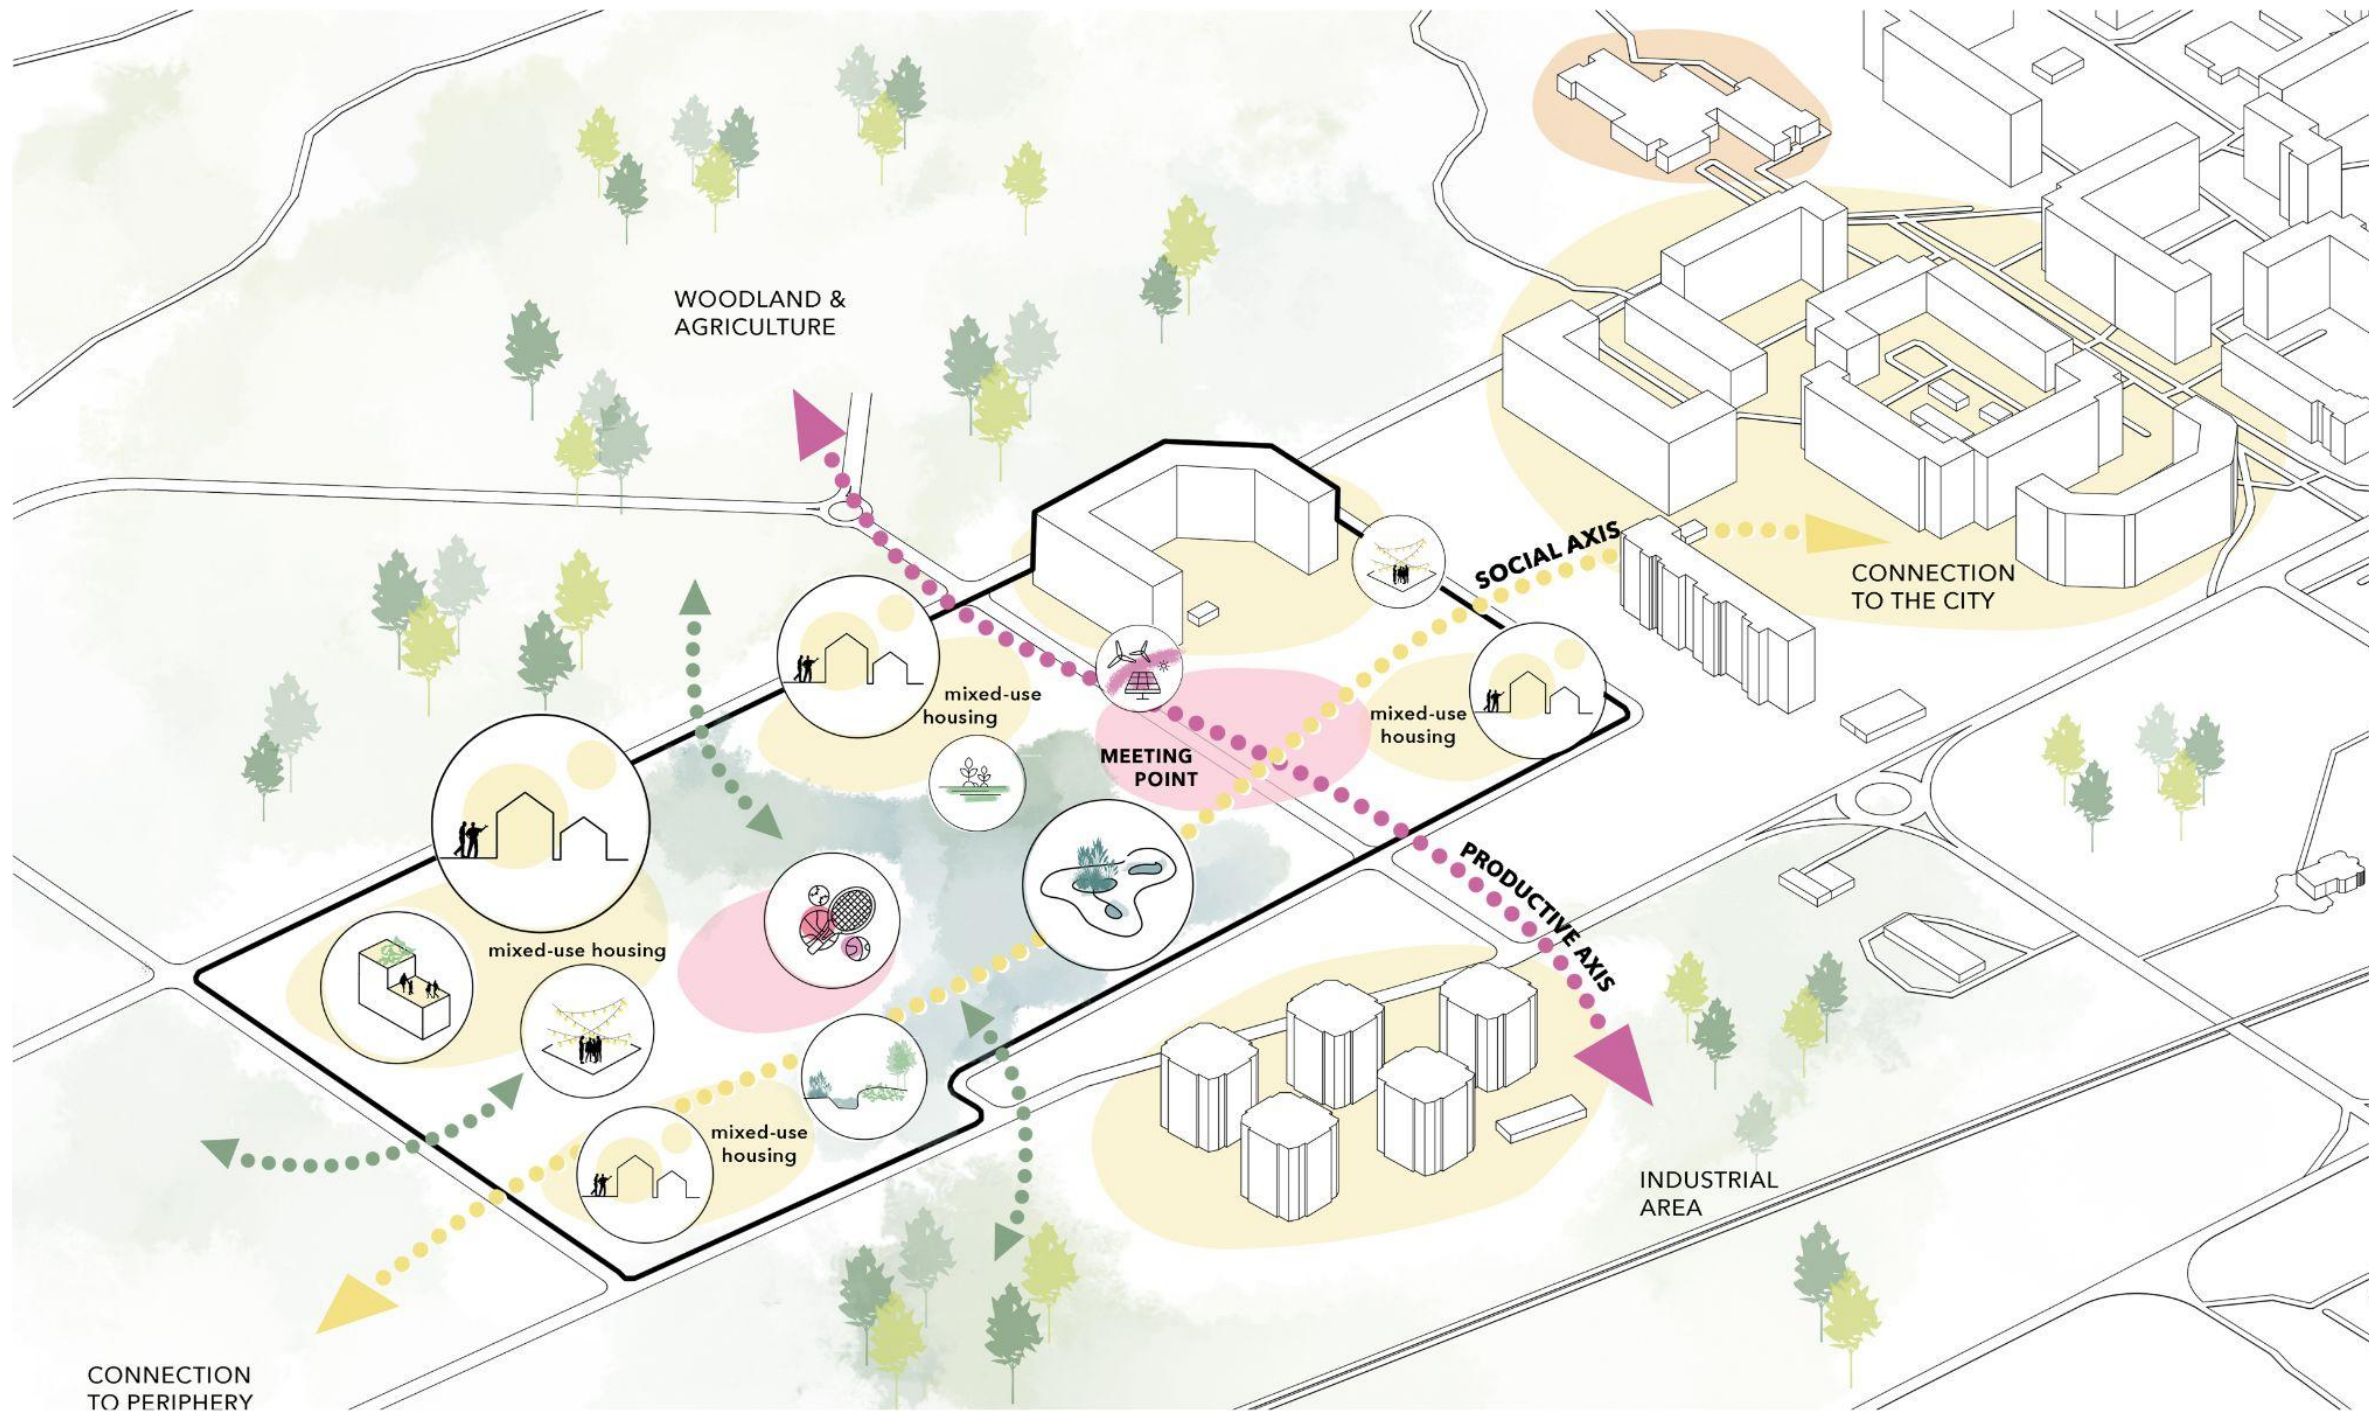 WOODLAND &
AGRICULTURE
SOCIAL AXIS
CONNECTION
TO THE CITY
mixed-use
housing
mixed-use
housing
MEETING
POINT
PRODUCTIVE AXIS
mixed-use housing
mixed-use
housing
INDUSTRIAL
AREA
CONNECTION
TO PERIPHERY